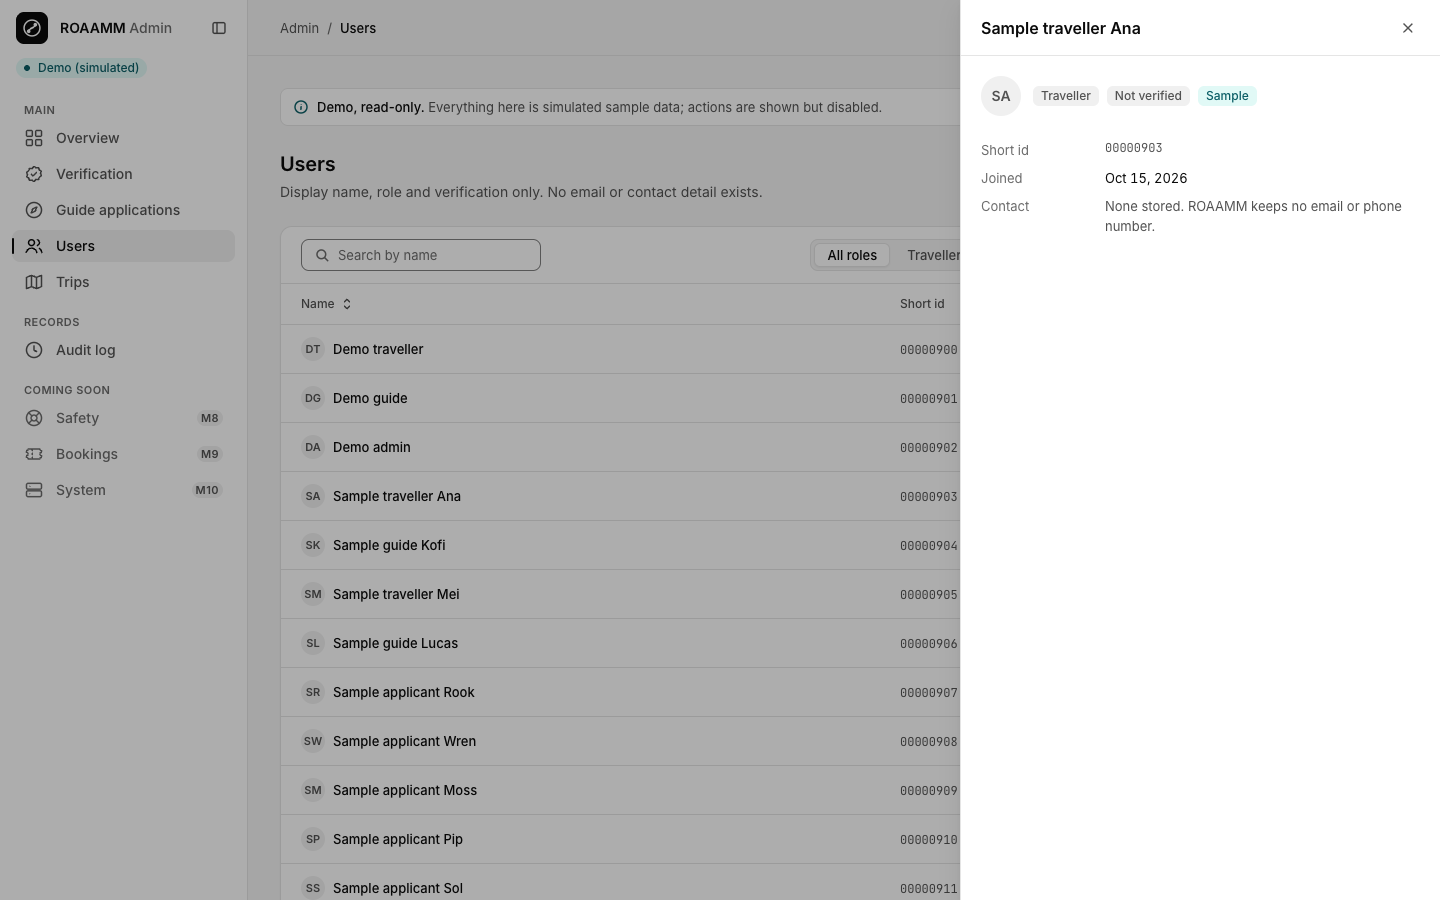 ROAAMM Admin
Demo (simulated)
MAIN
Overview
Verification
Guide applications
Users
Trips
RECORDS
Audit log
COMING SOON
Safety M8
Bookings M9
System M10
Admin / Users
Demo, read-only. Everything here is simulated sample data; actions are shown but disabled.
Users
Display name, role and verification only. No email or contact detail exists.
Search by name
All roles Traveller
Name Short id
DT Demo traveller 00000900
DG Demo guide 00000901
DA Demo admin 00000902
SA Sample traveller Ana 00000903
SK Sample guide Kofi 00000904
SM Sample traveller Mei 00000905
SL Sample guide Lucas 00000906
SR Sample applicant Rook 00000907
SW Sample applicant Wren 00000908
SM Sample applicant Moss 00000909
SP Sample applicant Pip 00000910
SS Sample applicant Sol 00000911
Sample traveller Ana
SA Traveller Not verified Sample
Short id 00000903
Joined Oct 15, 2026
Contact None stored. ROAAMM keeps no email or phone
number.